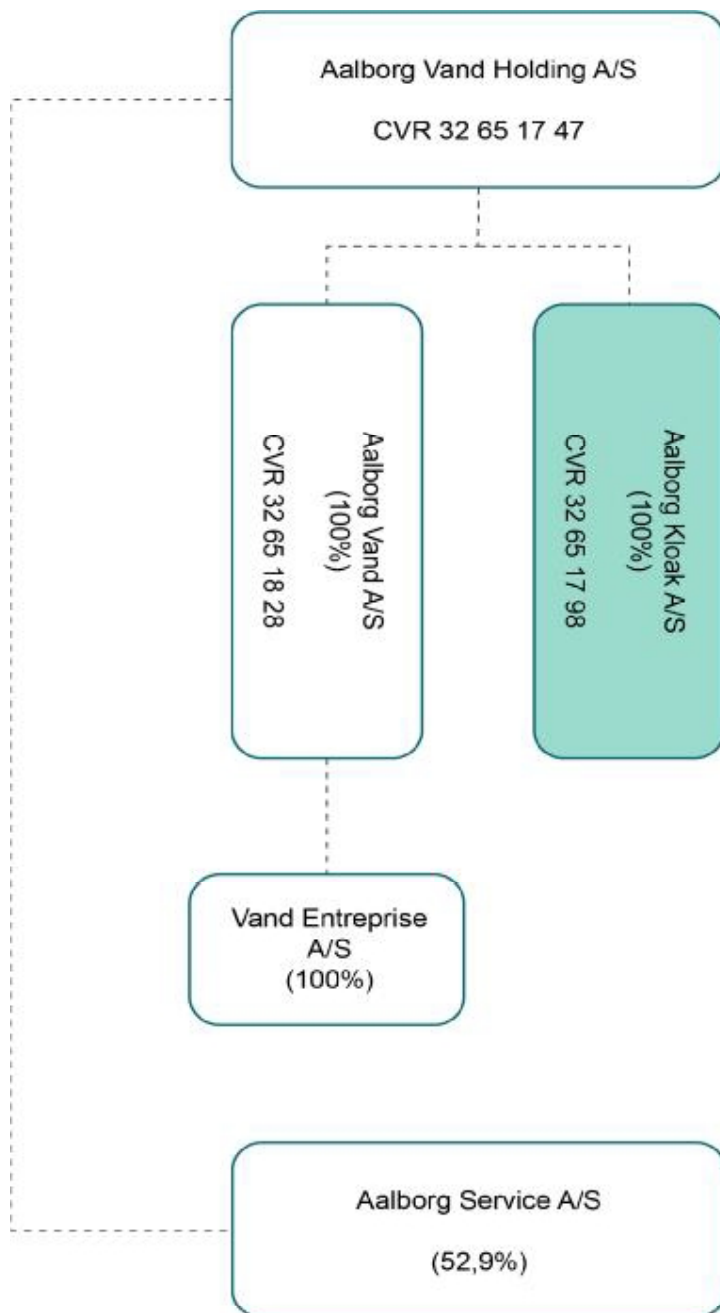 Aalborg Vand Holding A/S
CVR 32 65 17 47
Aalborg Vand A/S
(100%)
CVR 32 65 18 28
Aalborg Kloak A/S
(100%)
CVR 32 65 17 98
Vand Entreprise
A/S
(100%)
Aalborg Service A/S
(52,9%)